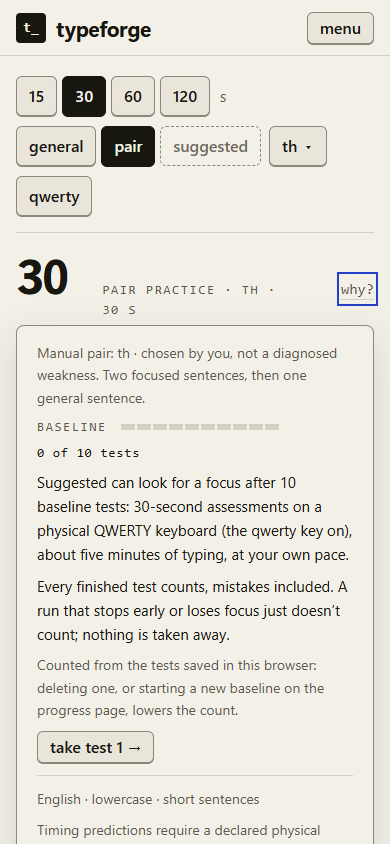 t_ typeforge menu
15 30 60 120 s
general pair suggested th
qwerty
30 PAIR PRACTICE · TH · why?
30 S
Manual pair: th · chosen by you, not a diagnosed
weakness. Two focused sentences, then one
general sentence.
BASELINE
0 of 10 tests
Suggested can look for a focus after 10
baseline tests: 30-second assessments on a
physical QWERTY keyboard (the qwerty key on),
about five minutes of typing, at your own pace.
Every finished test counts, mistakes included. A
run that stops early or loses focus just doesn't
count; nothing is taken away.
Counted from the tests saved in this browser:
deleting one, or starting a new baseline on the
progress page, lowers the count.
take test 1 →
English · lowercase · short sentences
Timing predictions require a declared physical